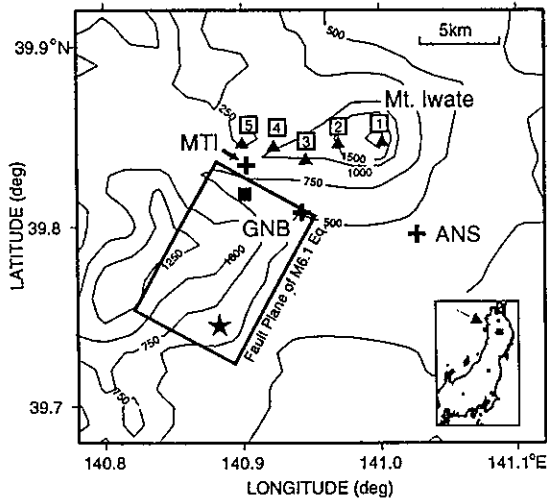 39.9°N
500
5km
Mt. Iwate
250
5
4
3
2
1
MTI
1500
1000
750
39.8
GNB
500
ANS
LATITUDE (deg)
1250
1000
Fault Plane of M6.1 Eq.
750
750
39.7
140.8
140.9
141.0
141.1°E
LONGITUDE (deg)